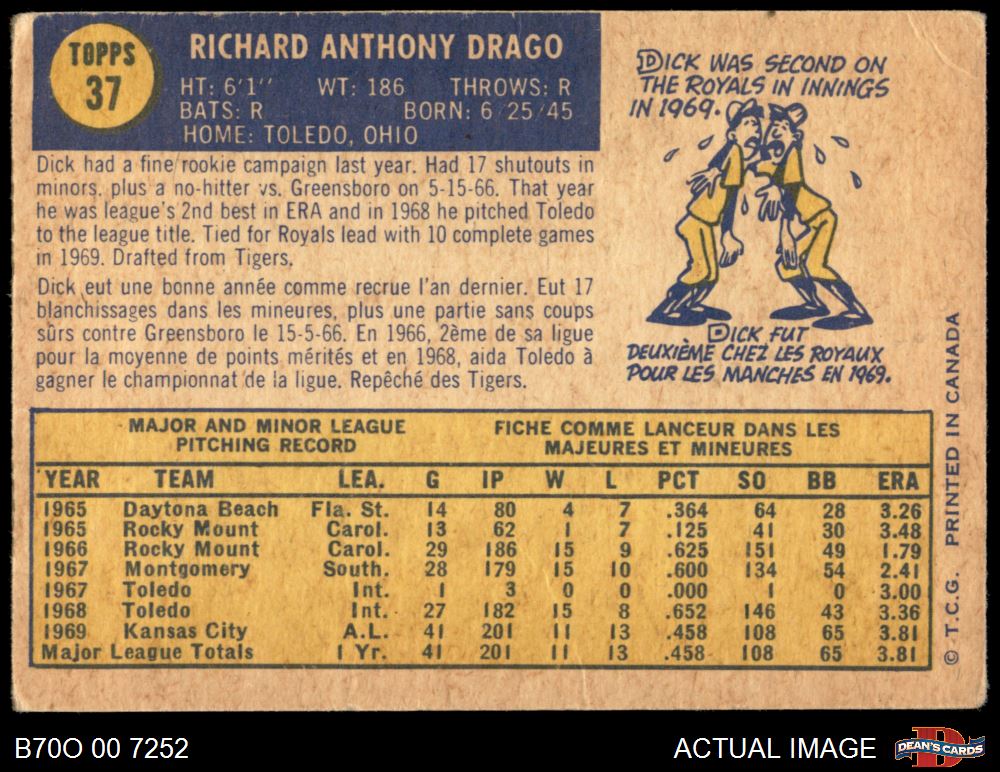 TOPPS
37
RICHARD ANTHONY DRAGO
HT: 6'1" WT: 186 THROWS: R
BATS: R BORN: 6 25 45
HOME: TOLEDO, OHIO
Dick had a fine rookie campaign last year. Had 17 shutouts in
minors. plus a no-hitter vs. Greensboro on 5-15-66. That year
he was league's 2nd best in ERA and in 1968 he pitched Toledo
to the league title. Tied for Royals lead with 10 complete games
in 1969. Drafted from Tigers.
Dick eut une bonne année comme recrue l'an dernier. Eut 17
blanchissages dans les mineures, plus une partie sans coups
sûrs contre Greensboro le 15-5-66. En 1966, 2ème de sa ligue
pour la moyenne de points mérités et en 1968, aida Toledo à
gagner le championnat de la ligue. Repêché des Tigers.
DICK WAS SECOND ON
THE ROYALS IN INNINGS
IN 1969.
DICK FUT
DEUXIÈME CHEZ LES ROYAUX
POUR LES MANCHES EN 1969.
MAJOR AND MINOR LEAGUE
PITCHING RECORD
FICHE COMME LANCEUR DANS LES
MAJEURES ET MINEURES
YEAR TEAM LEA. G IP W L PCT SO BB ERA
1965 Daytona Beach Fla. St. 14 80 4 7 .364 64 28 3.26
1965 Rocky Mount Carol. 13 62 1 7 .125 41 30 3.48
1966 Rocky Mount Carol. 29 186 15 9 .625 151 49 1.79
1967 Montgomery South. 28 179 15 10 .600 134 54 2.41
1967 Toledo Int. 1 3 0 0 .000 1 0 3.00
1968 Toledo Int. 27 182 15 8 .652 146 43 3.36
1969 Kansas City A.L. 41 201 11 13 .458 108 65 3.81
Major League Totals 1 Yr. 41 201 11 13 .458 108 65 3.81
© T.C.G. PRINTED IN CANADA
B70O 00 7252
ACTUAL IMAGE
DEAN'S CARDS